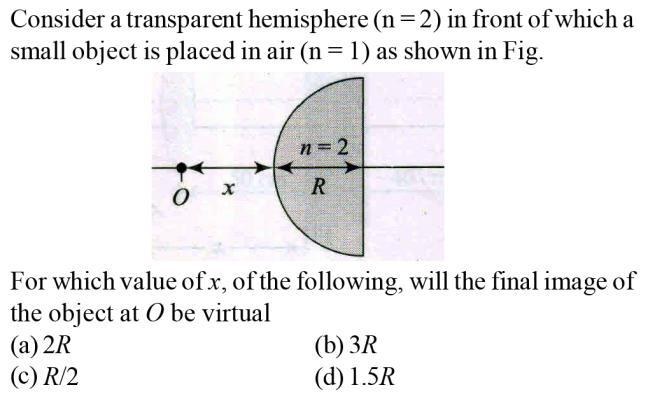 Consider a transparent hemisphere (n = 2) in front of which a
small object is placed in air (n = 1) as shown in Fig.
n = 2
O x R
For which value of x, of the following, will the final image of
the object at O be virtual
(a) 2R (b) 3R
(c) R/2 (d) 1.5R